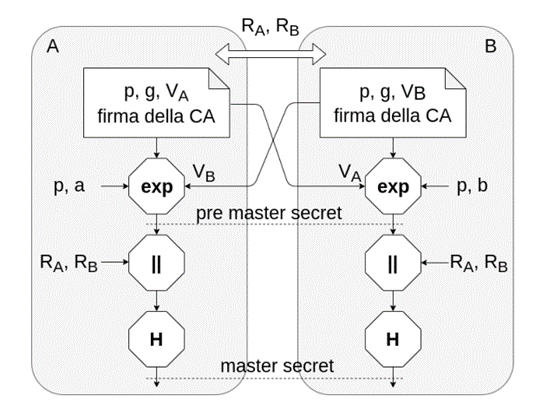 R_A, R_B
A
B
p, g, V_A
firma della CA
p, g, V_B
firma della CA
p, a
exp
V_B
V_A
exp
p, b
pre master secret
R_A, R_B
||
||
R_A, R_B
H
H
master secret